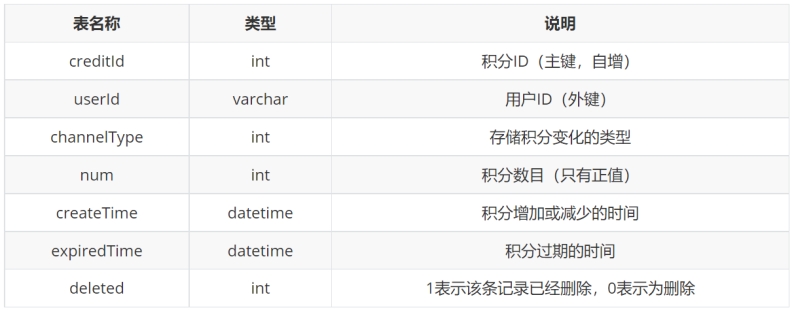 表名称 类型 说明
creditId int 积分ID（主键，自增）
userId varchar 用户ID（外键）
channelType int 存储积分变化的类型
num int 积分数目（只有正值）
createTime datetime 积分增加或减少的时间
expiredTime datetime 积分过期的时间
deleted int 1表示该条记录已经删除，0表示为删除